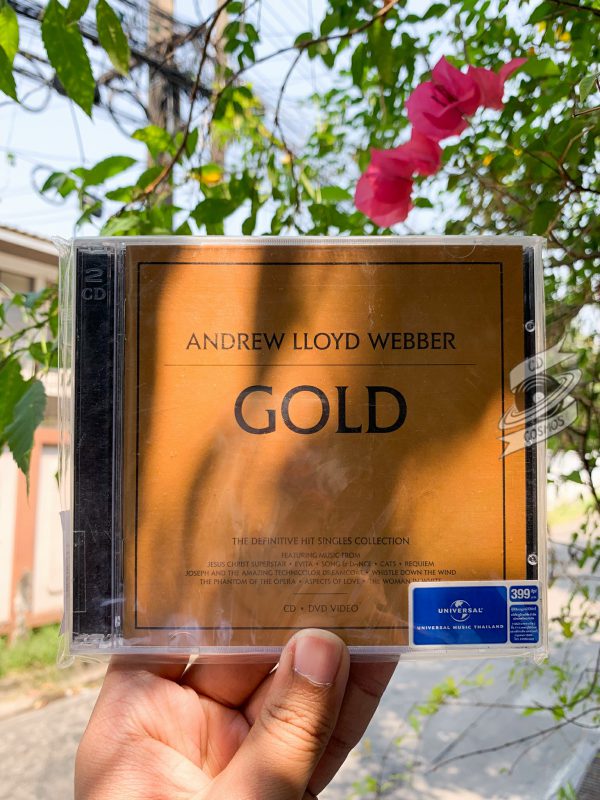 2
CD
ANDREW LLOYD WEBBER
GOLD
CD
COSMOS
THE DEFINITIVE HIT SINGLES COLLECTION
FEATURING MUSIC FROM
JESUS CHRIST SUPERSTAR • EVITA • SONG & DANCE • CATS • REQUIEM
JOSEPH AND THE AMAZING TECHNICOLOR DREAMCOAT • WHISTLE DOWN THE WIND
THE PHANTOM OF THE OPERA • ASPECTS OF LOVE • THE WOMAN IN WHITE
CD • DVD VIDEO
UNIVERSAL
UNIVERSAL MUSIC THAILAND
399